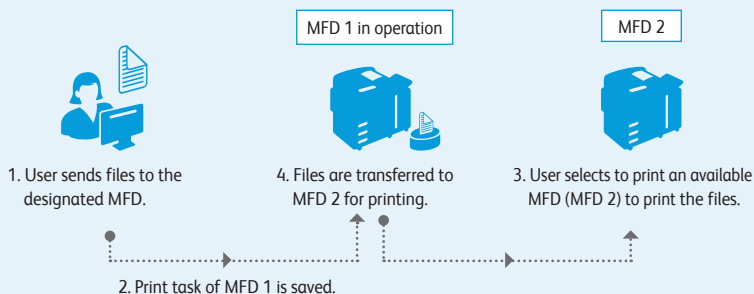 MFD 1 in operation
MFD 2
1. User sends files to the
designated MFD.
4. Files are transferred to
MFD 2 for printing.
3. User selects to print an available
MFD (MFD 2) to print the files.
2. Print task of MFD 1 is saved.